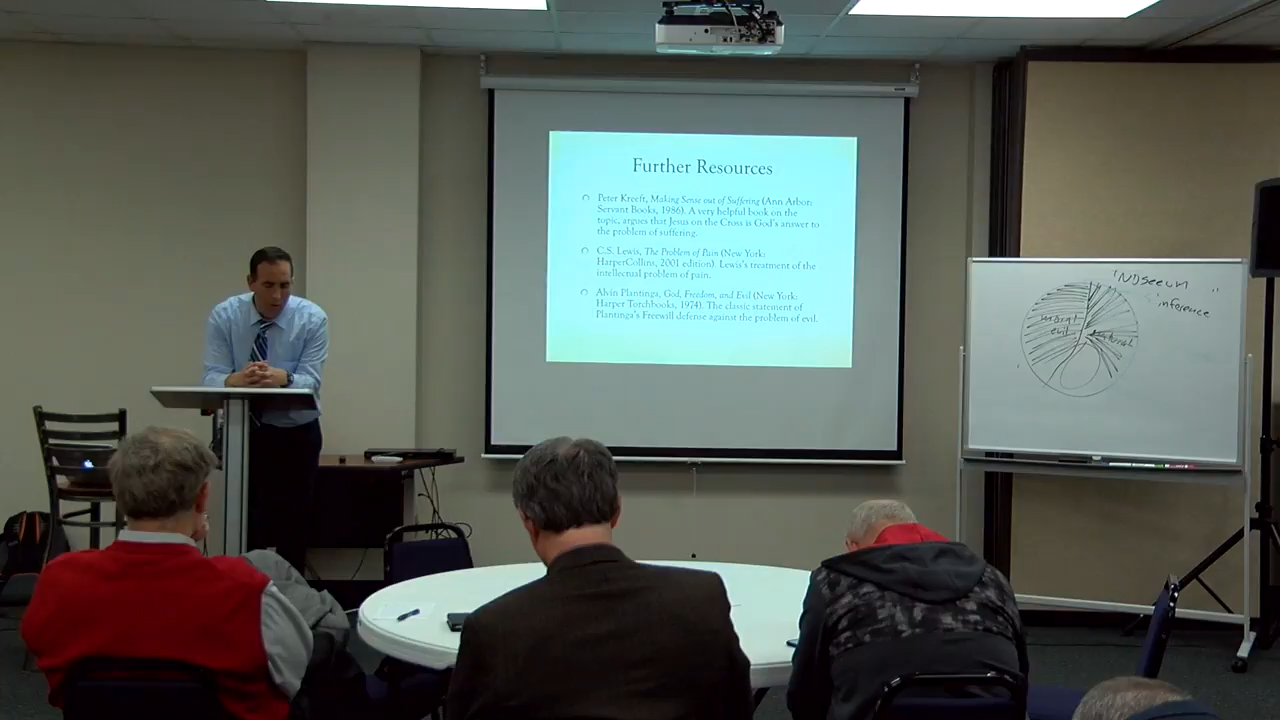 Further Resources
Peter Kreeft, Making Sense out of Suffering (Ann Arbor:
Servant Books, 1986). A very helpful book on the
topic, argues that Jesus on the Cross is God's answer to
the problem of suffering.
C.S. Lewis, The Problem of Pain (New York:
HarperCollins, 2001 edition). Lewis's treatment of the
intellectual problem of pain.
Alvin Plantinga, God, Freedom, and Evil (New York:
Harper Torchbooks, 1974). The classic statement of
Plantinga's Freewill defense against the problem of evil.
"NOseeum
inference"
moral
evil
natural